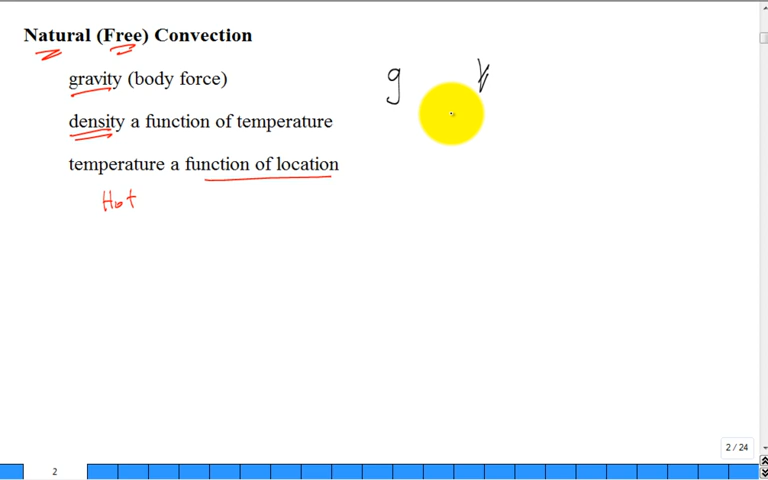 Natural (Free) Convection
gravity (body force)
g
density a function of temperature
temperature a function of location
Hot
2 / 24
2